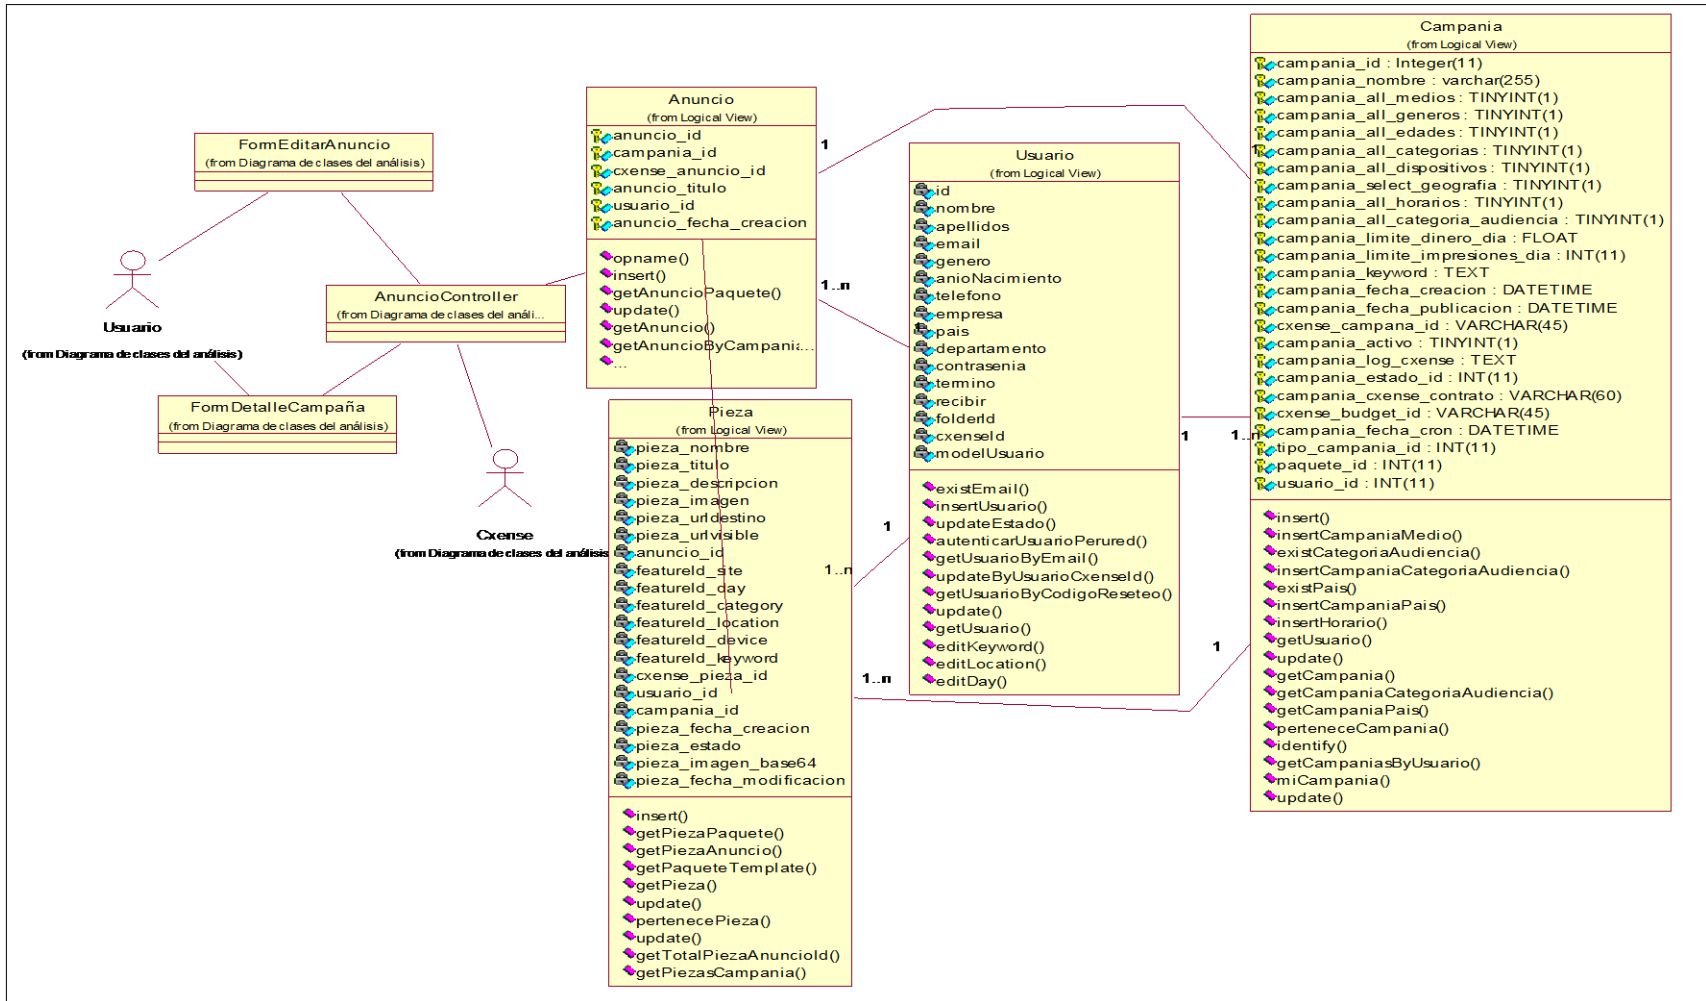 FormEditarAnuncio
(from Diagrama de clases del análisis)
Usuario
(from Diagrama de clases del análisis)
AnuncioController
(from Diagrama de clases del análi...
FormDetalleCampaña
(from Diagrama de clases del análisis)
Cxense
(from Diagrama de clases del análisis
Anuncio
(from Logical View)
anuncio_id
campania_id
cxense_anuncio_id
anuncio_titulo
usuario_id
anuncio_fecha_creacion
opname()
insert()
getAnuncioPaquete()
update()
getAnuncio()
getAnuncioByCampania...
...
1
1..n
Pieza
(from Logical View)
pieza_nombre
pieza_titulo
pieza_descripcion
pieza_imagen
pieza_urldestino
pieza_urlvisible
anuncio_id
featureId_site
featureId_day
featureId_category
featureId_location
featureId_device
featureId_keyword
cxense_pieza_id
usuario_id
campania_id
pieza_fecha_creacion
pieza_estado
pieza_imagen_base64
pieza_fecha_modificacion
insert()
getPiezaPaquete()
getPiezaAnuncio()
getPaqueteTemplate()
getPieza()
update()
pertenecePieza()
update()
getTotalPiezaAnuncioId()
getPiezasCampania()
1
1..n
1..n
Usuario
(from Logical View)
id
nombre
apellidos
email
genero
anioNacimiento
telefono
empresa
1
pais
departamento
contrasenia
termino
recibir
folderId
cxenseId
modelUsuario
existEmail()
insertUsuario()
updateEstado()
autenticarUsuarioPerured()
getUsuarioByEmail()
updateByUsuarioCxenseId()
getUsuarioByCodigoReseteo()
update()
getUsuario()
editKeyword()
editLocation()
editDay()
1
1..n
1
Campania
(from Logical View)
campania_id : Integer(11)
campania_nombre : varchar(255)
campania_all_medios : TINYINT(1)
campania_all_generos : TINYINT(1)
campania_all_edades : TINYINT(1)
1
campania_all_categorias : TINYINT(1)
campania_all_dispositivos : TINYINT(1)
campania_select_geografia : TINYINT(1)
campania_all_horarios : TINYINT(1)
campania_all_categoria_audiencia : TINYINT(1)
campania_limite_dinero_dia : FLOAT
campania_limite_impresiones_dia : INT(11)
campania_keyword : TEXT
campania_fecha_creacion : DATETIME
campania_fecha_publicacion : DATETIME
cxense_campana_id : VARCHAR(45)
campania_activo : TINYINT(1)
campania_log_cxense : TEXT
campania_estado_id : INT(11)
campania_cxense_contrato : VARCHAR(60)
cxense_budget_id : VARCHAR(45)
campania_fecha_cron : DATETIME
tipo_campania_id : INT(11)
paquete_id : INT(11)
usuario_id : INT(11)
insert()
insertCampaniaMedio()
existCategoriaAudiencia()
insertCampaniaCategoriaAudiencia()
existPais()
insertCampaniaPais()
insertHorario()
getUsuario()
update()
getCampania()
getCampaniaCategoriaAudiencia()
getCampaniaPais()
perteneceCampania()
identify()
getCampaniasByUsuario()
miCampania()
update()